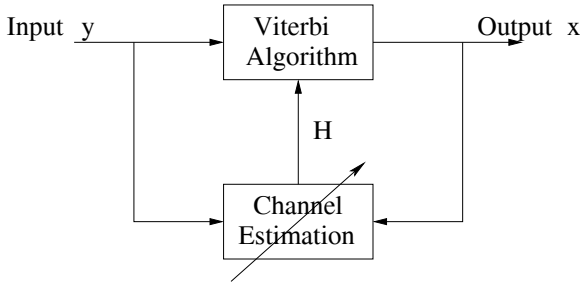 Input y
Viterbi
Algorithm
Output x
H
Channel
Estimation